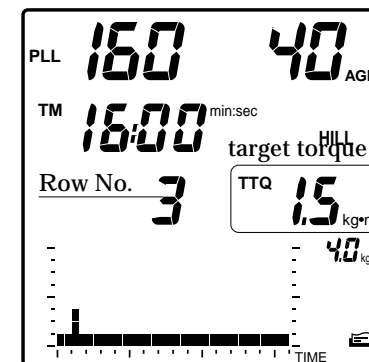 PLL 160 40 AGE
TM 16:00 min:sec
HILL
target torque
Row No. 3 TTQ 1.5 kg•m
4.0 kg
TIME